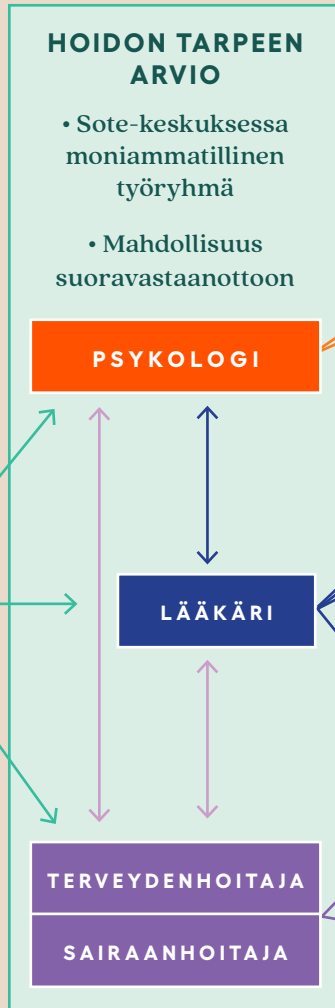 HOIDON TARPEEN
ARVIO
• Sote-keskuksessa
moniammatillinen
työryhmä
• Mahdollisuus
suoravastaanottoon
PSYKOLOGI
LÄÄKÄRI
TERVEYDENHOITAJA
SAIRAANHOITAJA